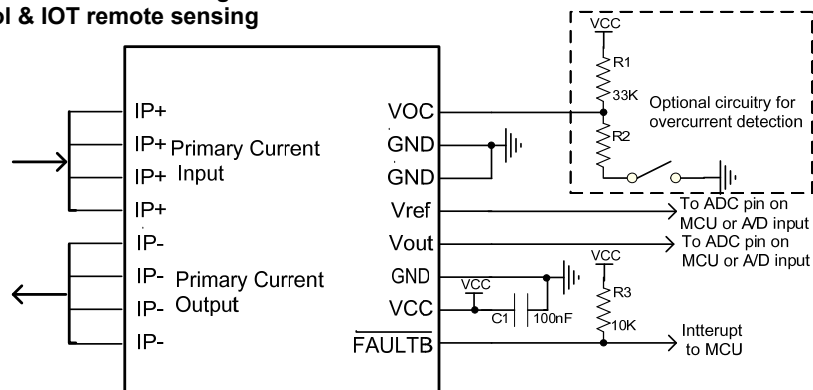 ol & IOT remote sensing
IP+
IP+
IP+
IP+
IP-
IP-
IP-
IP-
Primary Current
Input
Primary Current
Output
VOC
GND
GND
Vref
Vout
GND
VCC
FAULTB
VCC
R1
33K
R2
Optional circuitry for
overcurrent detection
To ADC pin on
MCU or A/D input
To ADC pin on
MCU or A/D input
VCC
C1
100nF
VCC
R3
10K
Intterupt
to MCU